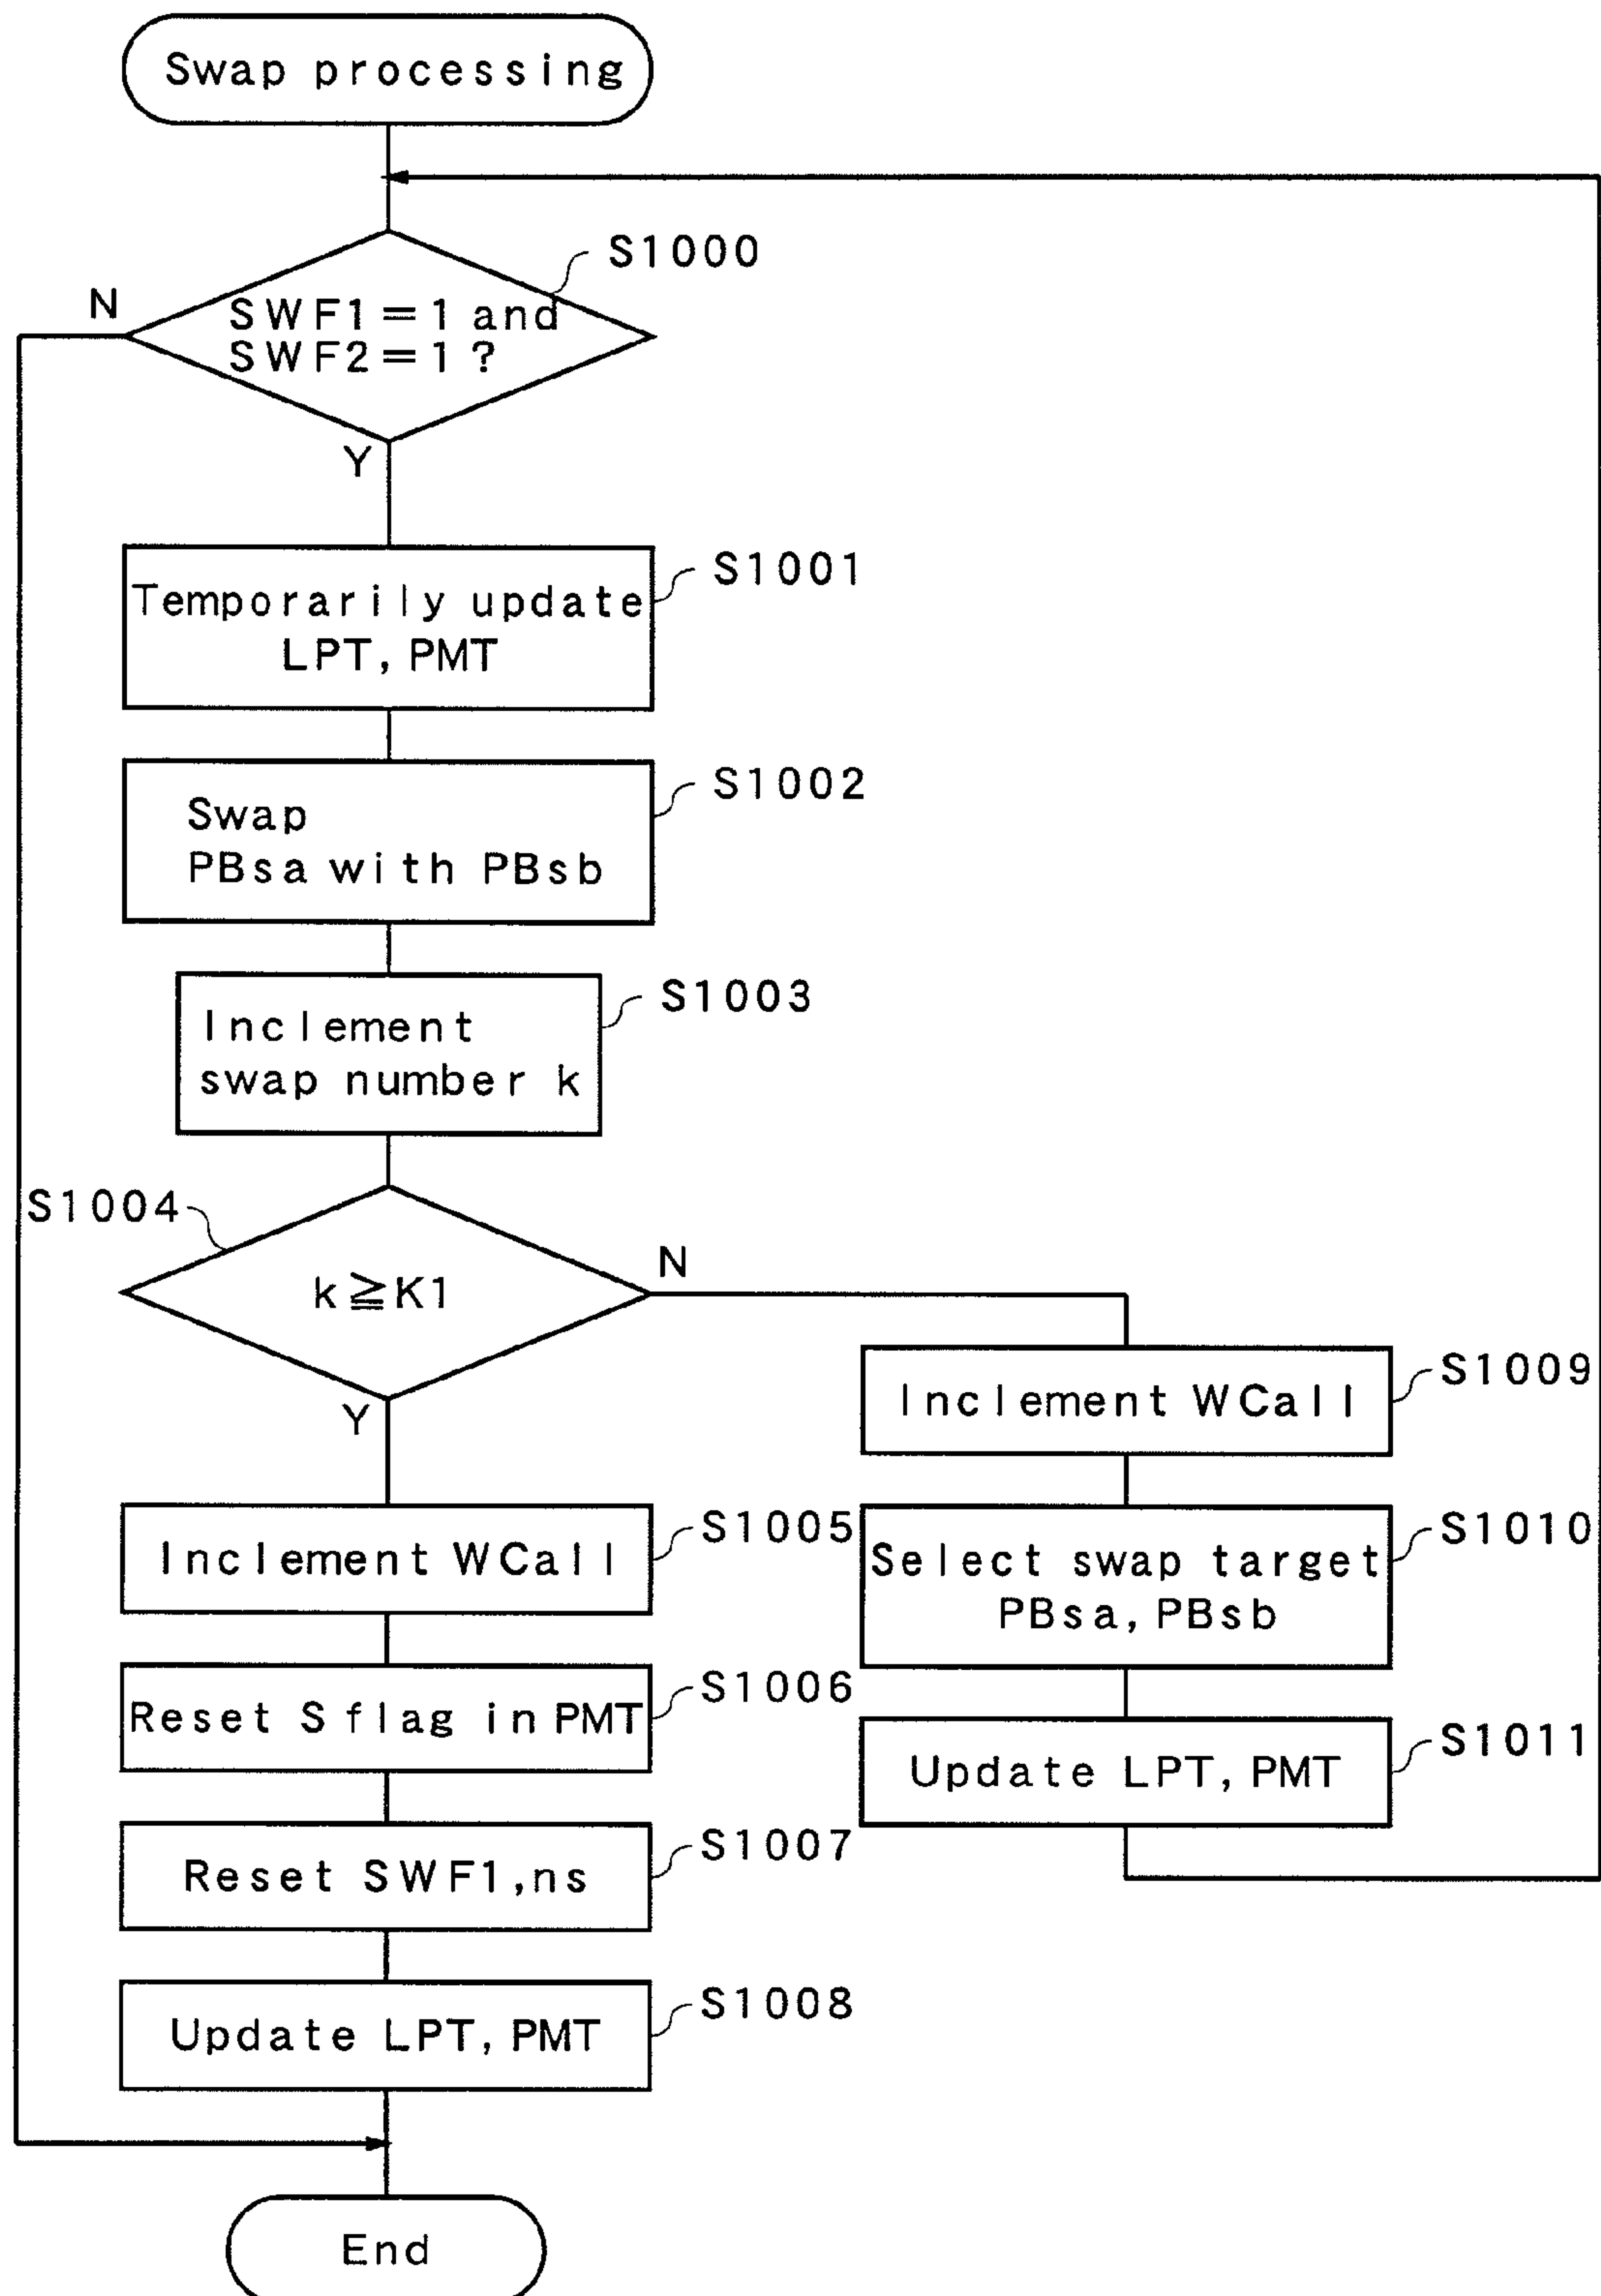 Swap processing
S1000
N
SWF1=1 and
SWF2=1?
Y
S1001
Temporarily update
LPT, PMT
S1002
Swap
PBsa with PBsb
S1003
Inclement
swap number k
S1004
N
k≧K1
Y
S1009
Inclement WCall
S1005
Inclement WCall
S1010
Select swap target
PBsa, PBsb
S1006
Reset S flag in PMT
S1011
Update LPT, PMT
S1007
Reset SWF1,ns
S1008
Update LPT, PMT
End